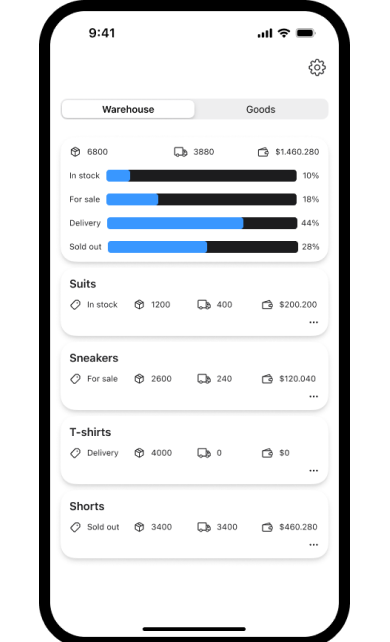 9:41
Warehouse Goods
6800 3880 $1.460.280
In stock 10%
For sale 18%
Delivery 44%
Sold out 28%
Suits
In stock 1200 400 $200.200
...
Sneakers
For sale 2600 240 $120.040
...
T-shirts
Delivery 4000 0 $0
...
Shorts
Sold out 3400 3400 $460.280
...